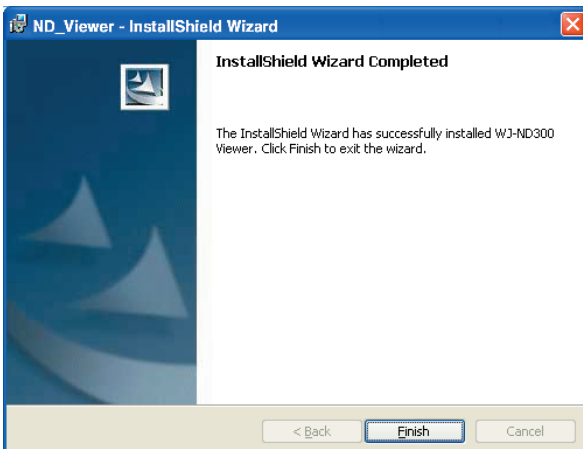 ND_Viewer - InstallShield Wizard
InstallShield Wizard Completed
The InstallShield Wizard has successfully installed WJ-ND300
Viewer. Click Finish to exit the wizard.
< Back Finish Cancel